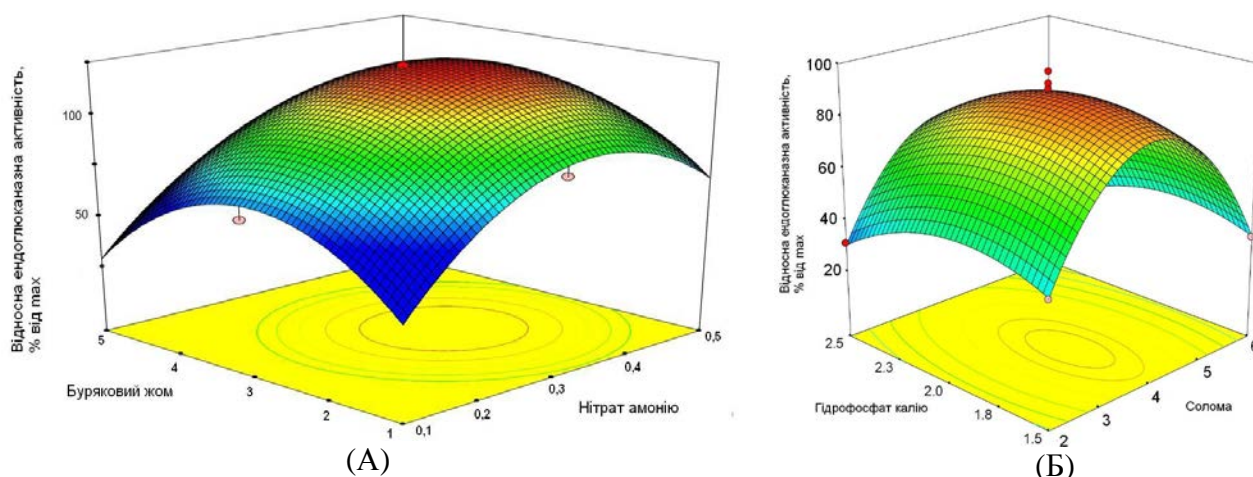 Відносна ендоглюканазна активність,
% від max
100
50
5
4
3
2
1
0,1
0,2
0,3
0,4
0,5
Буряковий жом
Нітрат амонію
(А)
Відносна ендоглюканазна активність,
% від max
100
80
60
40
20
2.5
2.3
2.0
1.8
1.5
2
3
4
5
6
Гідрофосфат калію
Солома
(Б)